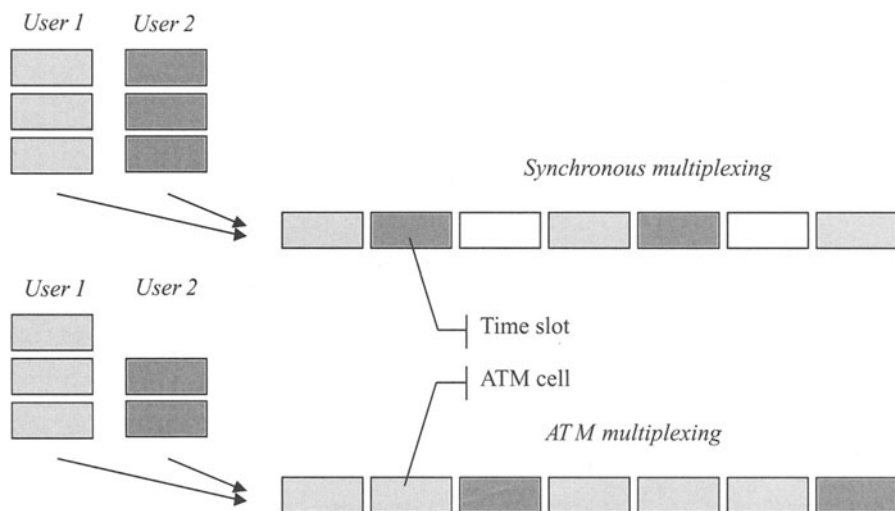 User 1 User 2
Synchronous multiplexing
User 1 User 2
Time slot
ATM cell
ATM multiplexing